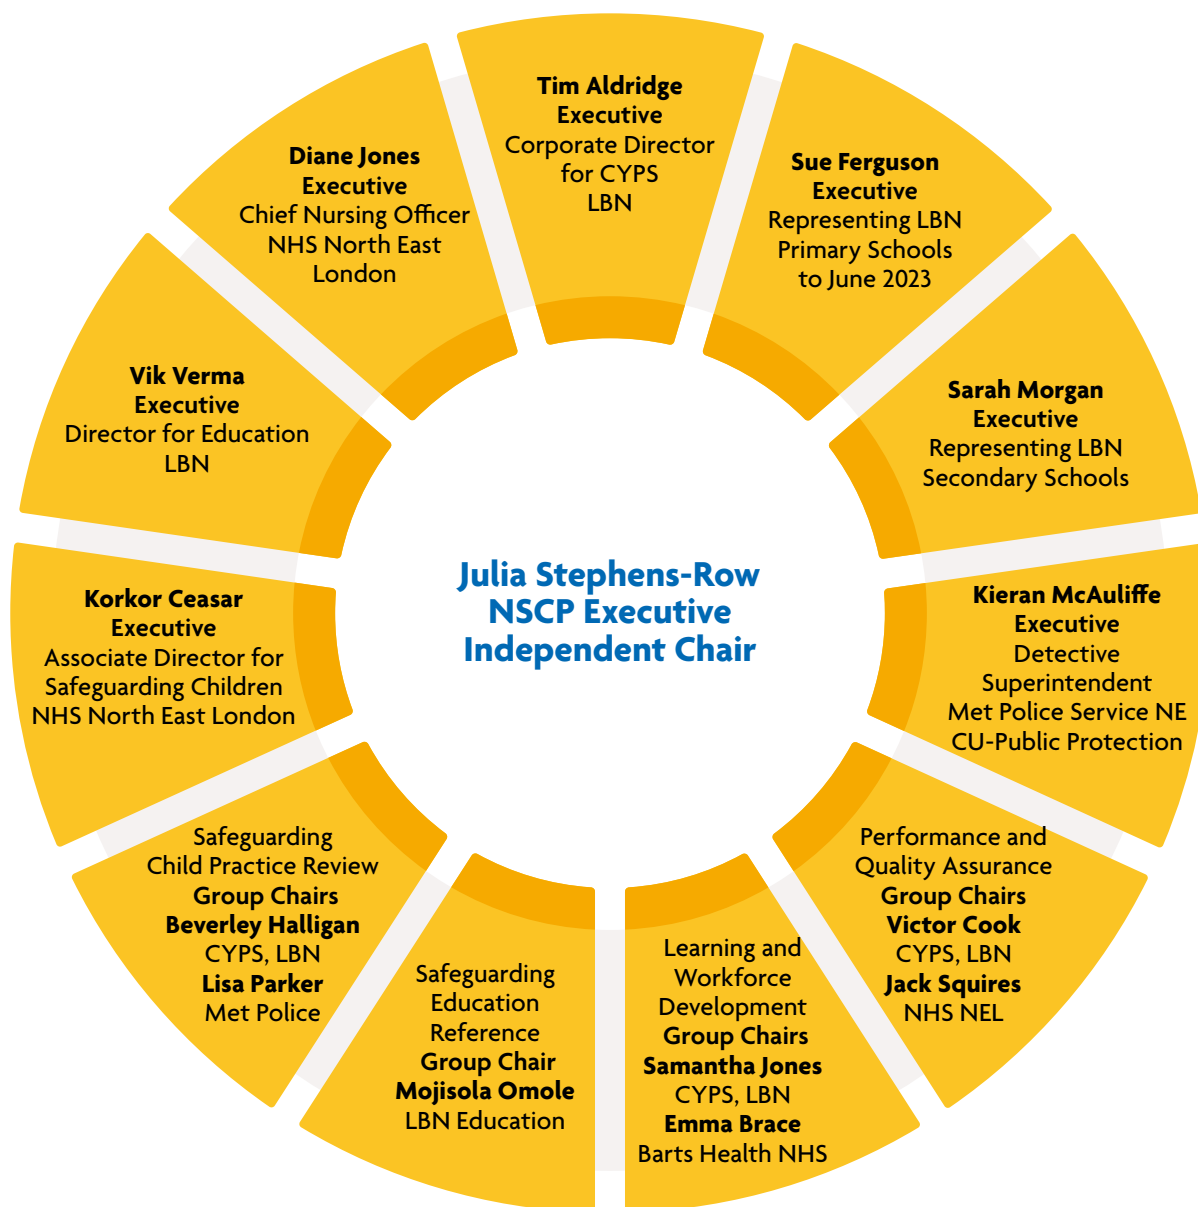 Tim Aldridge
Executive
Corporate Director
for CYPS
LBN
Sue Ferguson
Executive
Representing LBN
Primary Schools
to June 2023
Sarah Morgan
Executive
Representing LBN
Secondary Schools
Kieran McAuliffe
Executive
Detective
Superintendent
Met Police Service NE
CU-Public Protection
Performance and
Quality Assurance
Group Chairs
Victor Cook
CYPS, LBN
Jack Squires
NHS NEL
Learning and
Workforce
Development
Group Chairs
Samantha Jones
CYPS, LBN
Emma Brace
Barts Health NHS
Safeguarding
Education
Reference
Group Chair
Mojisola Omole
LBN Education
Safeguarding
Child Practice Review
Group Chairs
Beverley Halligan
CYPS, LBN
Lisa Parker
Met Police
Korkor Ceasar
Executive
Associate Director for
Safeguarding Children
NHS North East London
Vik Verma
Executive
Director for Education
LBN
Diane Jones
Executive
Chief Nursing Officer
NHS North East
London
Julia Stephens-Row
NSCP Executive
Independent Chair